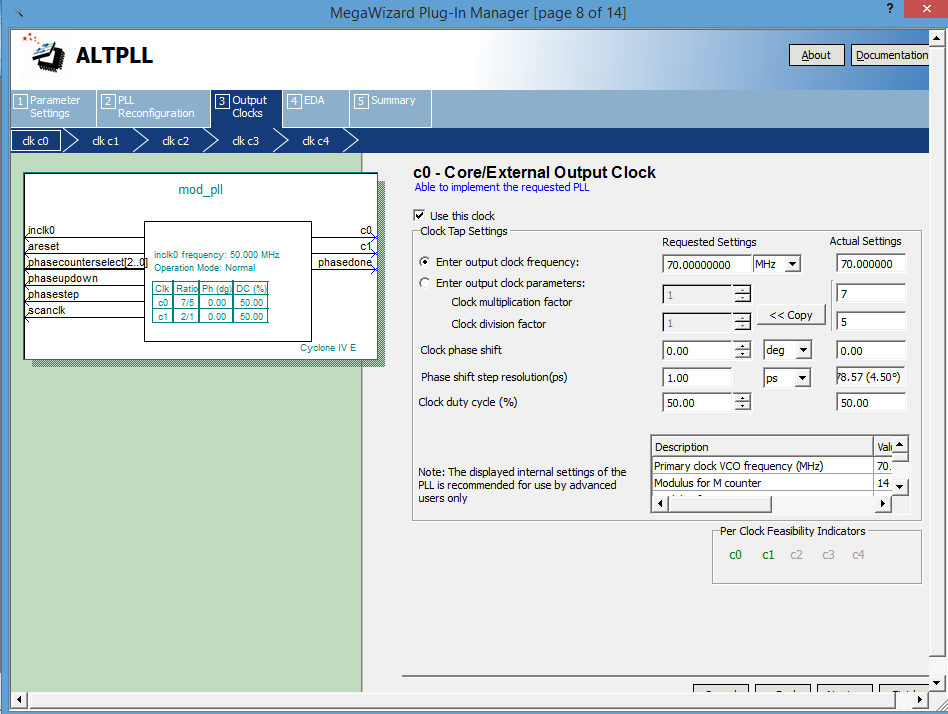 MegaWizard Plug-In Manager [page 8 of 14]
?
ALTPLL
About
Documentation
1 Parameter Settings
2 PLL Reconfiguration
3 Output Clocks
4 EDA
5 Summary
clk c0
clk c1
clk c2
clk c3
clk c4
mod_pll
inclk0
areset
phasecounterselect[2..0]
phaseupdown
phasestep
scanclk
c0
c1
phasedone
inclk0 frequency: 50.000 MHz
Operation Mode: Normal
Clk Ratio Ph (dg) DC (%)
c0 7/5 0.00 50.00
c1 2/1 0.00 50.00
Cyclone IV E
c0 - Core/External Output Clock
Able to implement the requested PLL
Use this clock
Clock Tap Settings
Requested Settings
Actual Settings
Enter output clock frequency:
70.00000000
MHz
70.000000
Enter output clock parameters:
Clock multiplication factor
1
7
<< Copy
Clock division factor
1
5
Clock phase shift
0.00
deg
0.00
Phase shift step resolution(ps)
1.00
ps
78.57 (4.50°)
Clock duty cycle (%)
50.00
50.00
Note: The displayed internal settings of the
PLL is recommended for use by advanced
users only
Description
Primary clock VCO frequency (MHz) 70.
Modulus for M counter 14
Per Clock Feasibility Indicators
c0 c1 c2 c3 c4